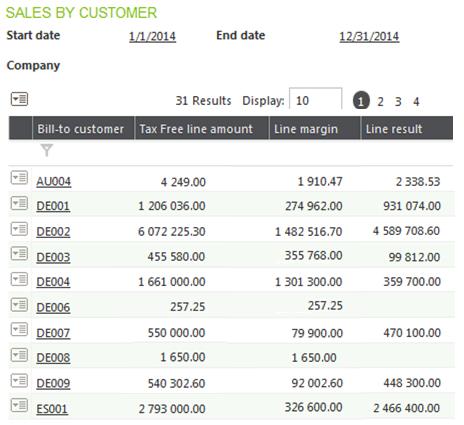 SALES BY CUSTOMER
Start date 1/1/2014 End date 12/31/2014
Company
31 Results Display: 10 1 2 3 4
Bill-to customer Tax Free line amount Line margin Line result
AU004 4 249.00 1 910.47 2 338.53
DE001 1 206 036.00 274 962.00 931 074.00
DE002 6 072 225.30 1 482 516.70 4 589 708.60
DE003 455 580.00 355 768.00 99 812.00
DE004 1 661 000.00 1 301 300.00 359 700.00
DE006 257.25 257.25
DE007 550 000.00 79 900.00 470 100.00
DE008 1 650.00 1 650.00
DE009 540 302.60 92 002.60 448 300.00
ES001 2 793 000.00 326 600.00 2 466 400.00